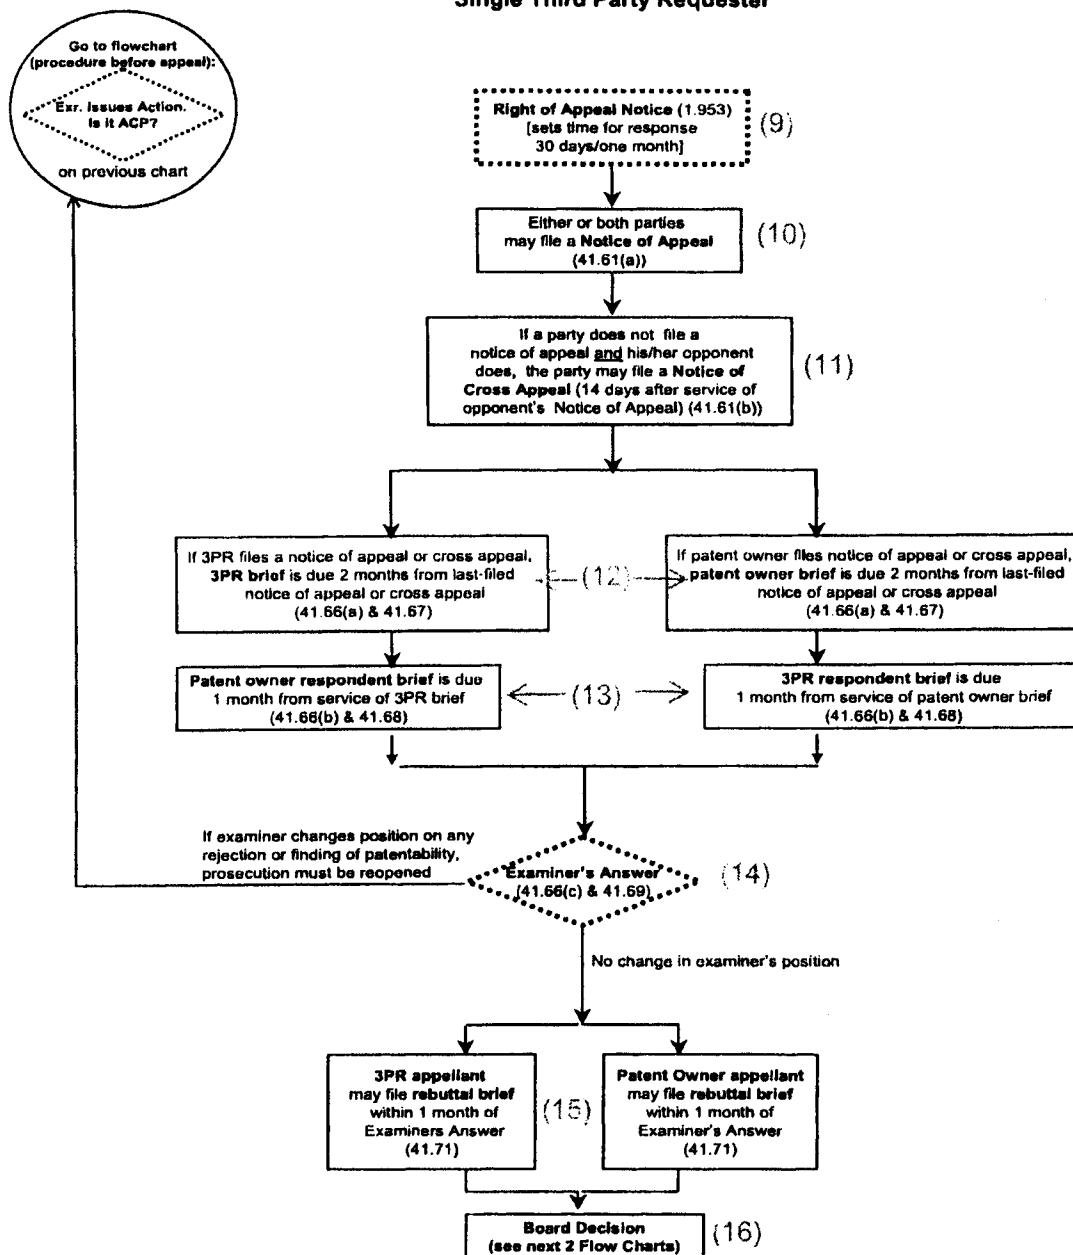 Single Third Party Requester
Go to flowchart
(procedure before appeal):
Exr. Issues Action.
Is it ACP?
on previous chart
Right of Appeal Notice (1.953)
[sets time for response
30 days/one month]
(9)
Either or both parties
may file a Notice of Appeal
(41.61(a))
(10)
If a party does not file a
notice of appeal and his/her opponent
does, the party may file a Notice of
Cross Appeal (14 days after service of
opponent's Notice of Appeal) (41.61(b))
(11)
If 3PR files a notice of appeal or cross appeal,
3PR brief is due 2 months from last-filed
notice of appeal or cross appeal
(41.66(a) & 41.67)
(12)
If patent owner files notice of appeal or cross appeal,
patent owner brief is due 2 months from last-filed
notice of appeal or cross appeal
(41.66(a) & 41.67)
Patent owner respondent brief is due
1 month from service of 3PR brief
(41.66(b) & 41.68)
(13)
3PR respondent brief is due
1 month from service of patent owner brief
(41.66(b) & 41.68)
If examiner changes position on any
rejection or finding of patentability,
prosecution must be reopened
Examiner's Answer
(41.66(c) & 41.69)
(14)
No change in examiner's position
3PR appellant
may file rebuttal brief
within 1 month of
Examiners Answer
(41.71)
(15)
Patent Owner appellant
may file rebuttal brief
within 1 month of
Examiner's Answer
(41.71)
Board Decision
(see next 2 Flow Charts)
(16)